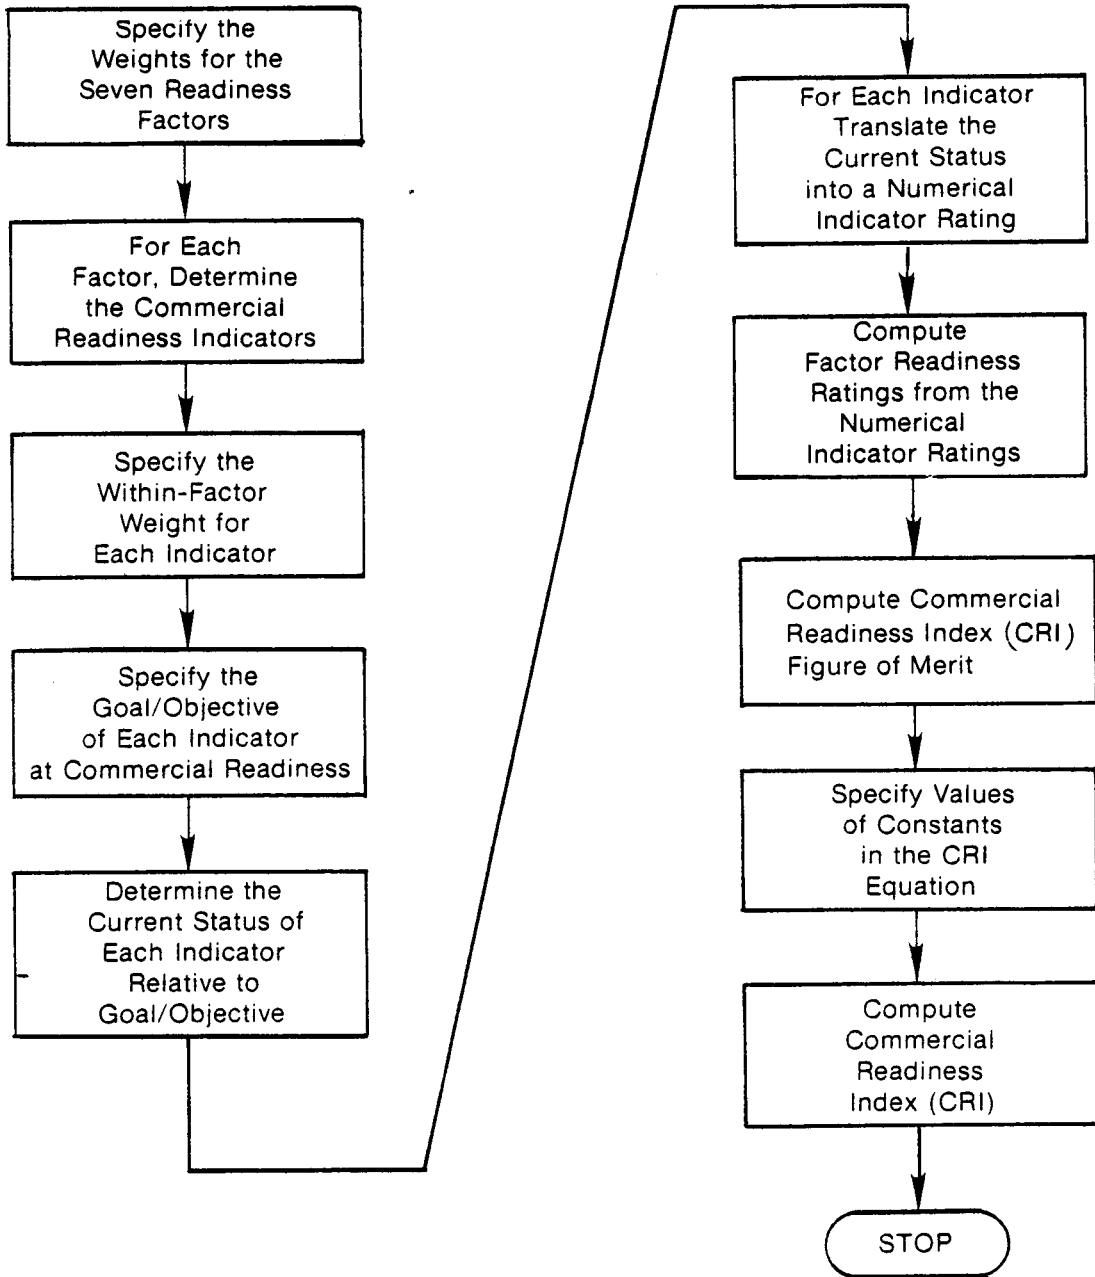 Specify the
Weights for the
Seven Readiness
Factors
For Each
Factor, Determine
the Commercial
Readiness Indicators
Specify the
Within-Factor
Weight for
Each Indicator
Specify the
Goal/Objective
of Each Indicator
at Commercial Readiness
Determine the
Current Status of
Each Indicator
Relative to
Goal/Objective
For Each Indicator
Translate the
Current Status
into a Numerical
Indicator Rating
Compute
Factor Readiness
Ratings from the
Numerical
Indicator Ratings
Compute Commercial
Readiness Index (CRI)
Figure of Merit
Specify Values
of Constants
in the CRI
Equation
Compute
Commercial
Readiness
Index (CRI)
STOP